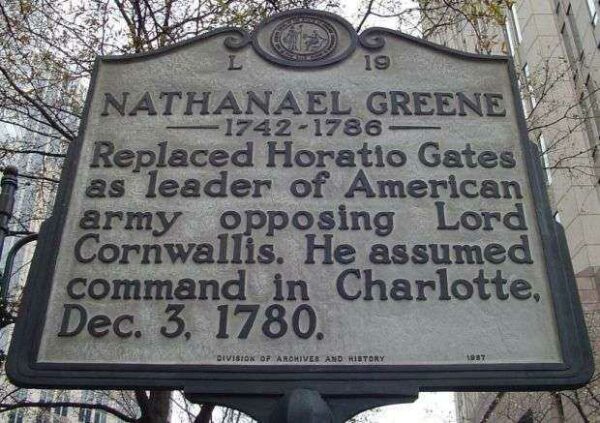 L 19
NATHANAEL GREENE
1742-1786
Replaced Horatio Gates
as leader of American
army opposing Lord
Cornwallis. He assumed
command in Charlotte,
Dec. 3, 1780.
DIVISION OF ARCHIVES AND HISTORY 1987